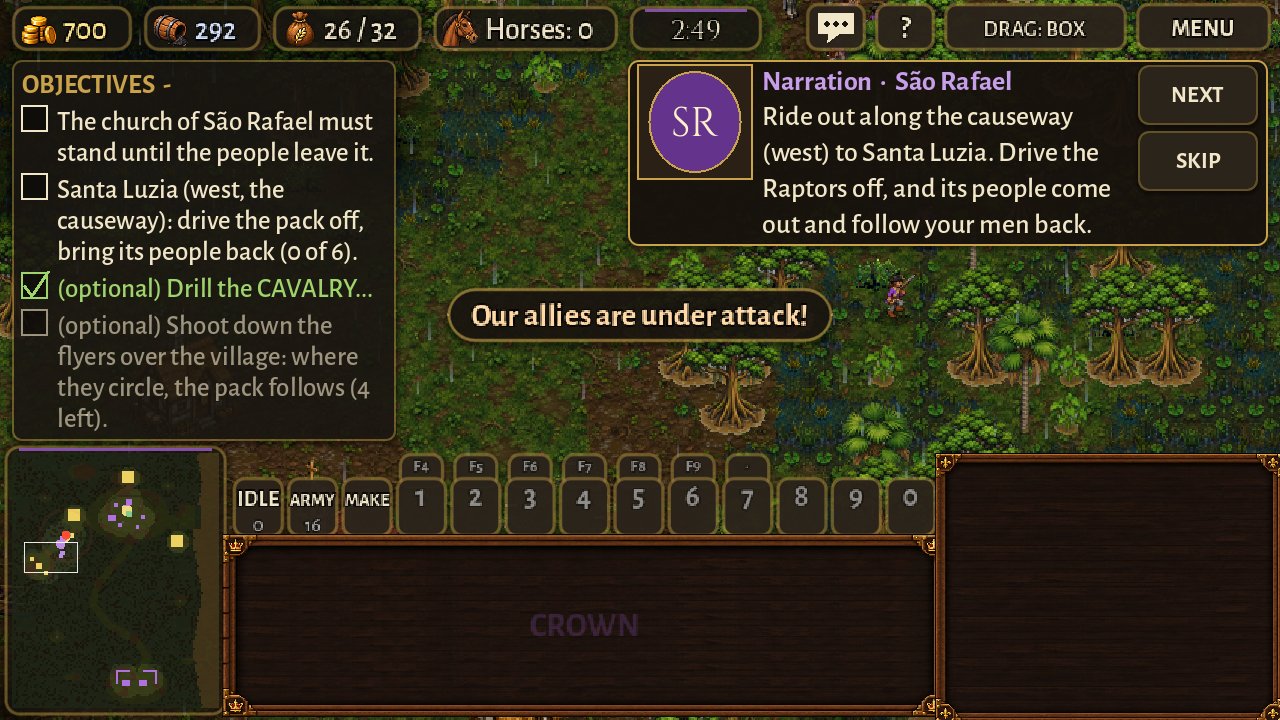 700
292
26 / 32
Horses: 0
2:49
?
DRAG: BOX
MENU
OBJECTIVES -
The church of São Rafael must
stand until the people leave it.
Santa Luzia (west, the
causeway): drive the pack off,
bring its people back (0 of 6).
(optional) Drill the CAVALRY...
(optional) Shoot down the
flyers over the village: where
they circle, the pack follows (4
left).
SR
Narration · São Rafael
Ride out along the causeway
(west) to Santa Luzia. Drive the
Raptors off, and its people come
out and follow your men back.
NEXT
SKIP
Our allies are under attack!
F4
F5
F6
F7
F8
F9
IDLE
0
ARMY
16
MAKE
1
2
3
4
5
6
7
8
9
0
CROWN